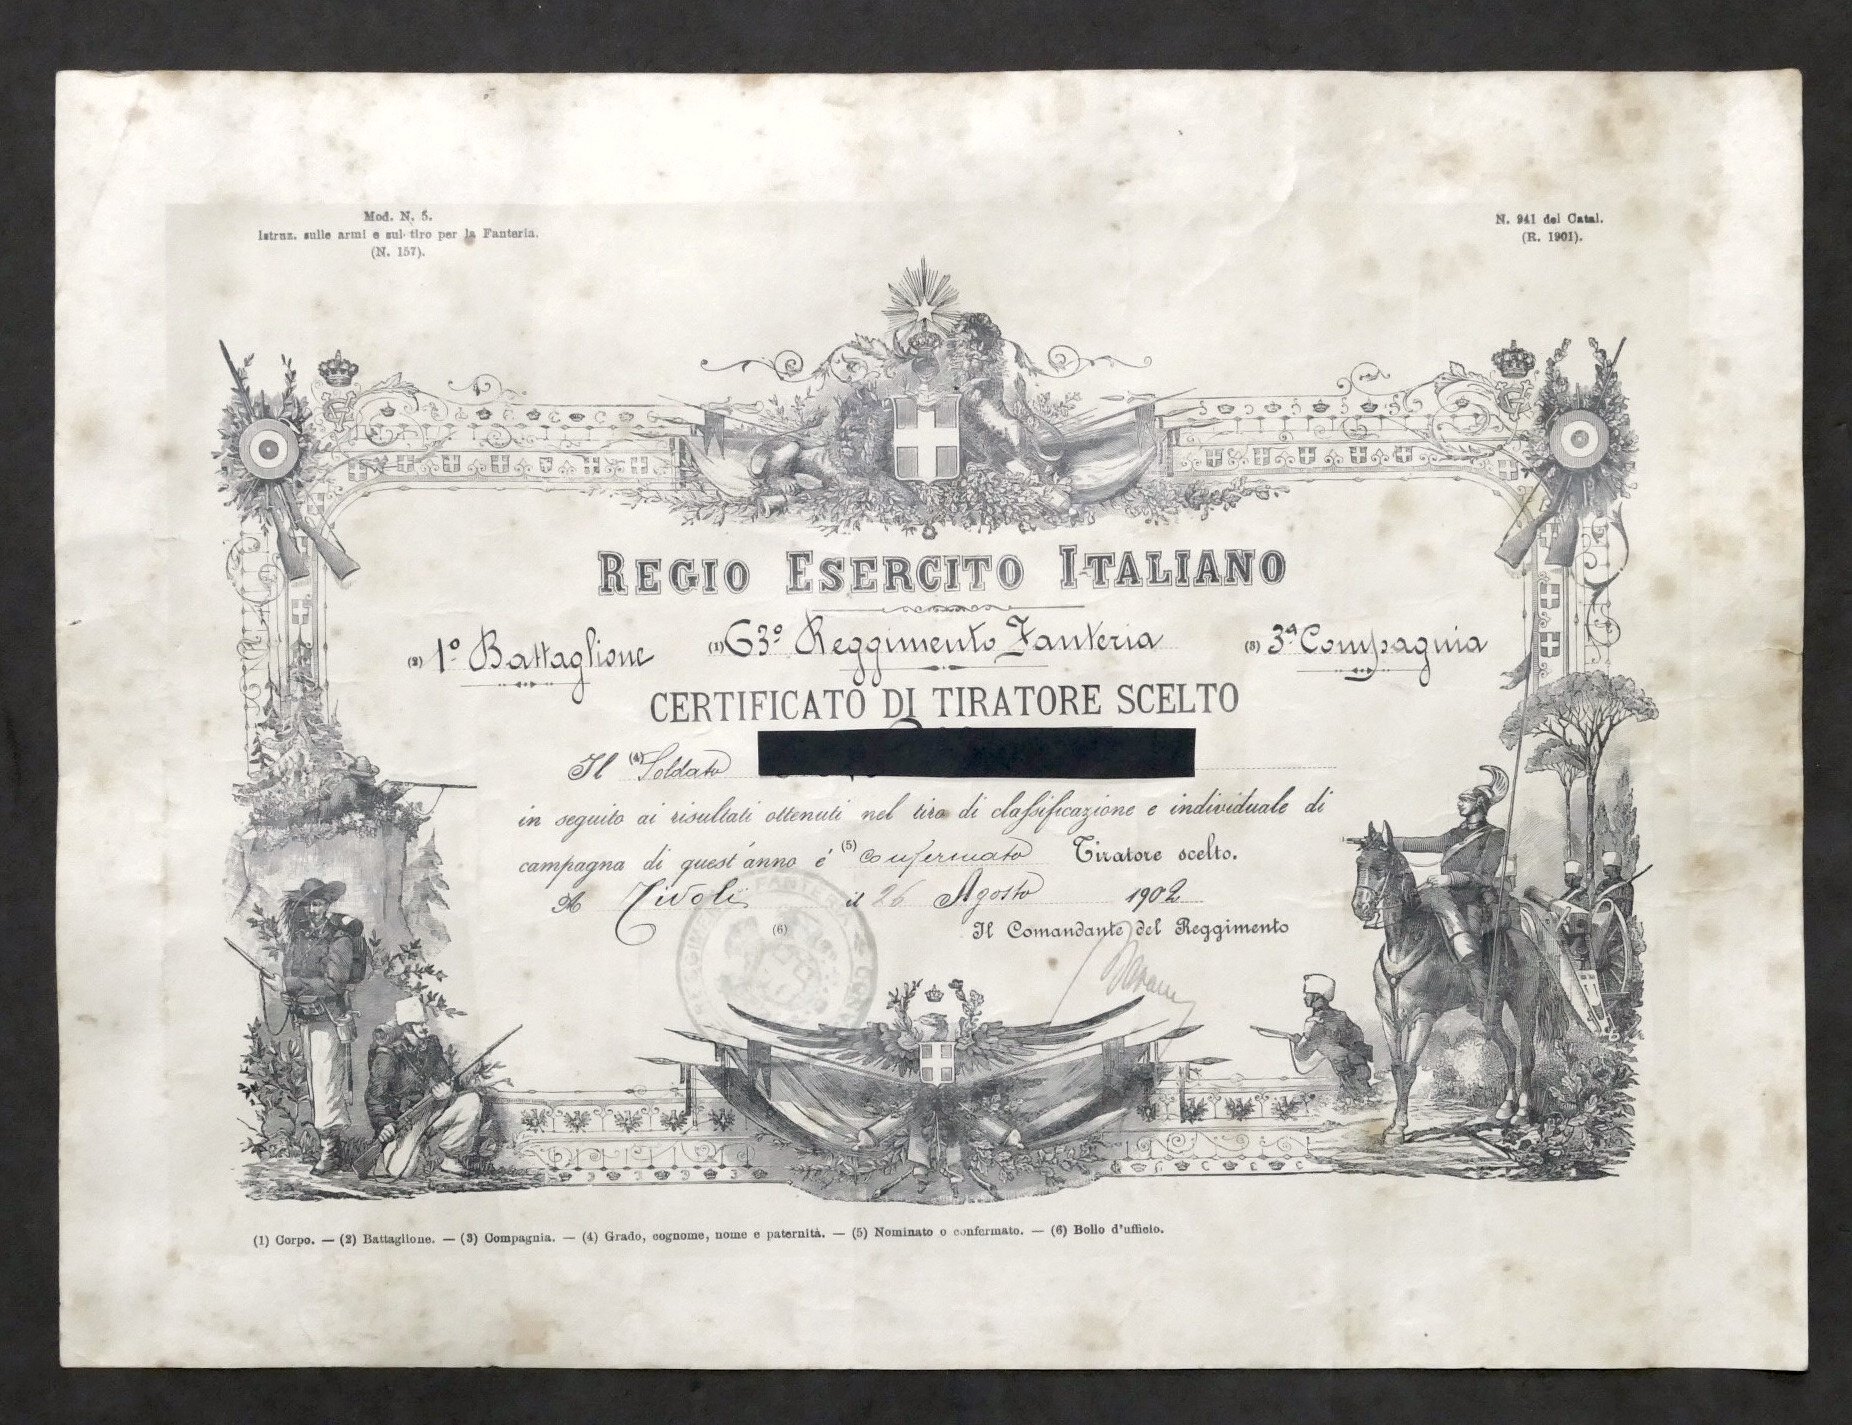 Mod. N. 5.
Istruz. sulle armi e sul tiro per la Fanteria.
(N. 157).
N. 941 del Catal.
(R. 1901).
REGIO ESERCITO ITALIANO
(2) 1º Battaglione (1) 63º Reggimento Fanteria (3) 3ª Compagnia
CERTIFICATO DI TIRATORE SCELTO
Il (4) Soldato
in seguito ai risultati ottenuti nel tiro di classificazione e individuale di
campagna di quest'anno è (5) confermato Tiratore scelto.
A Tivoli il 26 Agosto 1902
(6) Il Comandante del Reggimento
(1) Corpo. — (2) Battaglione. — (3) Compagnia. — (4) Grado, cognome, nome e paternità. — (5) Nominato o confermato. — (6) Bollo d'ufficio.